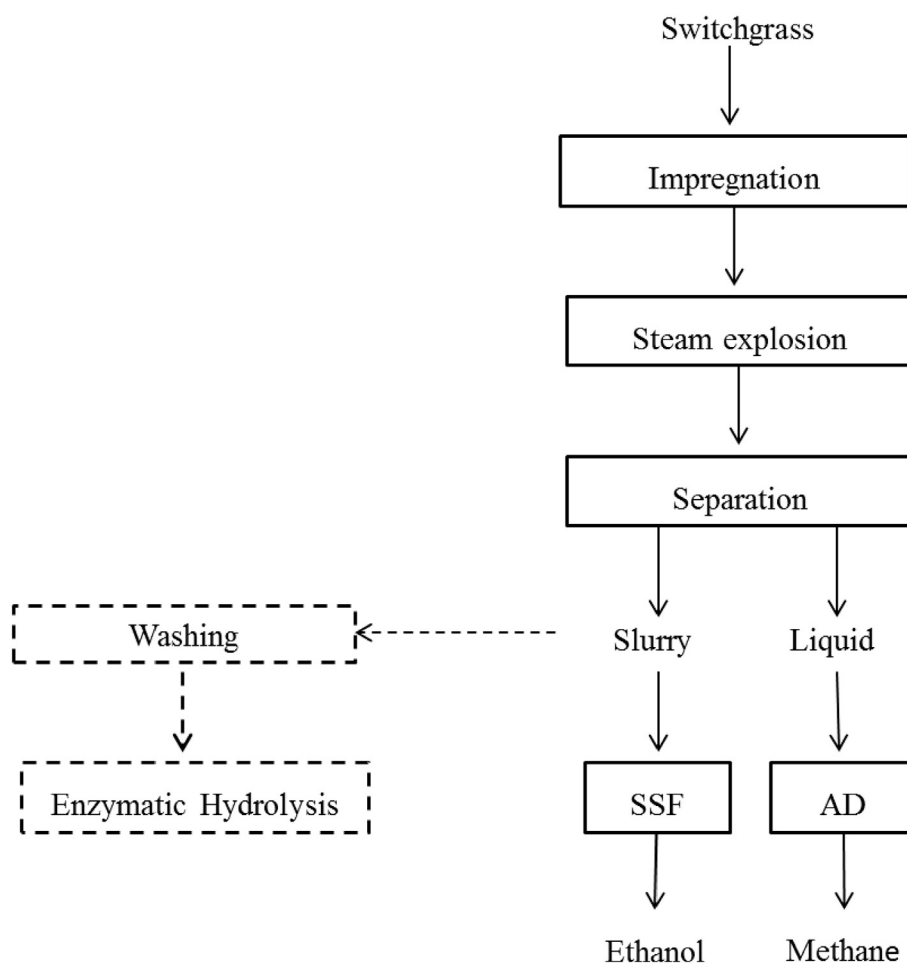 Switchgrass
Impregnation
Steam explosion
Separation
Washing
Slurry
Liquid
Enzymatic Hydrolysis
SSF
AD
Ethanol
Methane